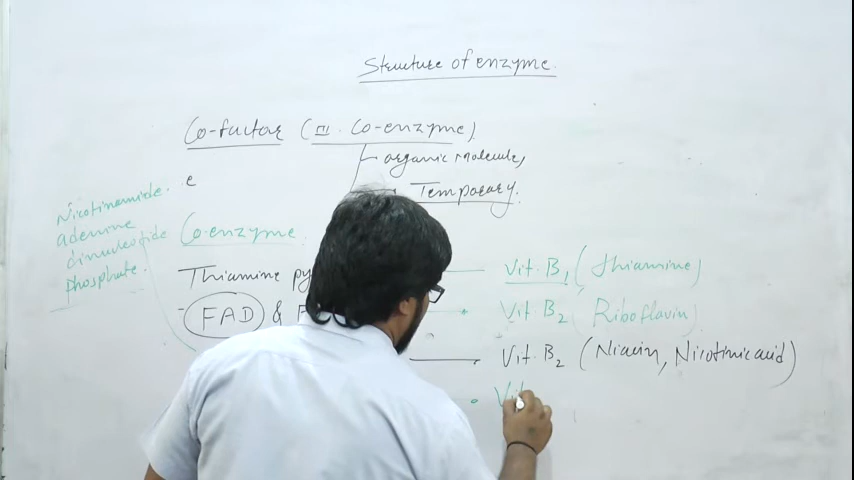 Structure of enzyme.
Co-factor (III. Co-enzyme)
organic molecule,
e
Temporary.
Nicotinamide.
adenine
dinucleotide
phosphate.
Co.enzyme
Thiamine py Vit. B1 (thiamine)
FAD & F Vit. B2 (Riboflavin)
Vit. B2 (Niacin, Nicotinic acid)
Vit